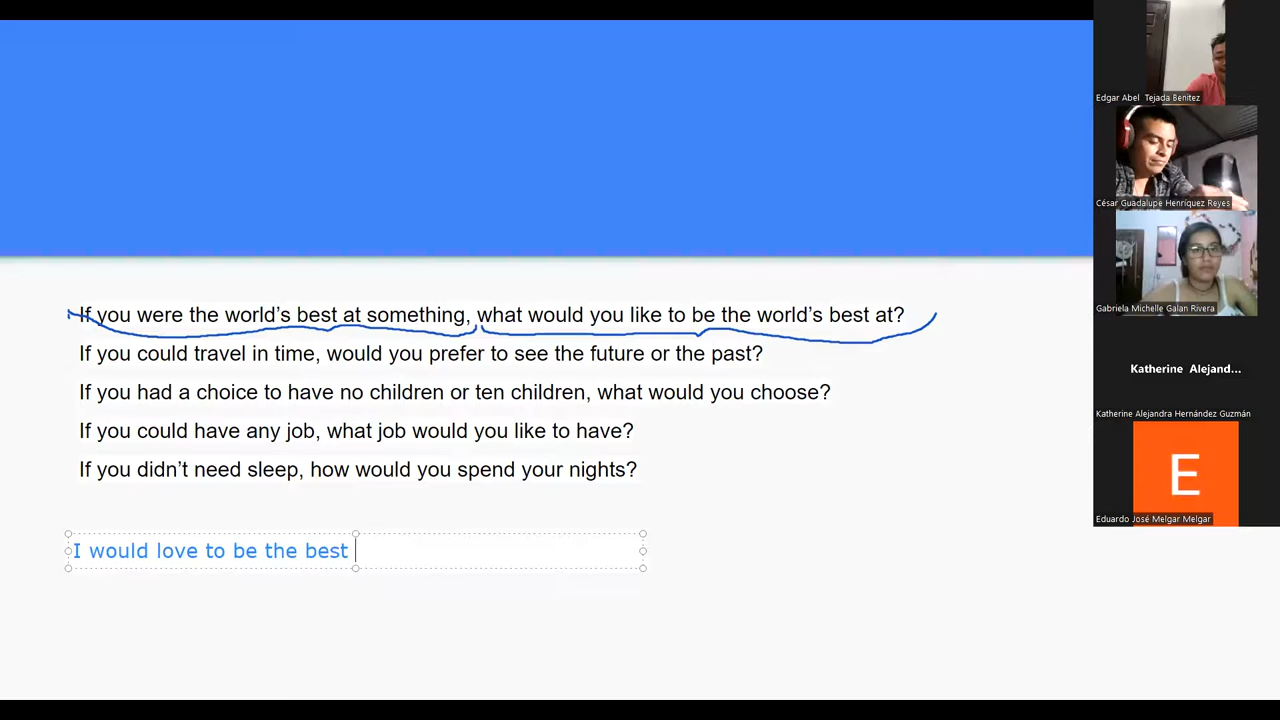 If you were the world's best at something, what would you like to be the world's best at?
If you could travel in time, would you prefer to see the future or the past?
If you had a choice to have no children or ten children, what would you choose?
If you could have any job, what job would you like to have?
If you didn't need sleep, how would you spend your nights?
I would love to be the best
Edgar Abel Tejada Benitez
César Guadalupe Henríquez Reyes
Gabriela Michelle Galan Rivera
Katherine Alejand...
Katherine Alejandra Hernández Guzmán
E
Eduardo José Melgar Melgar